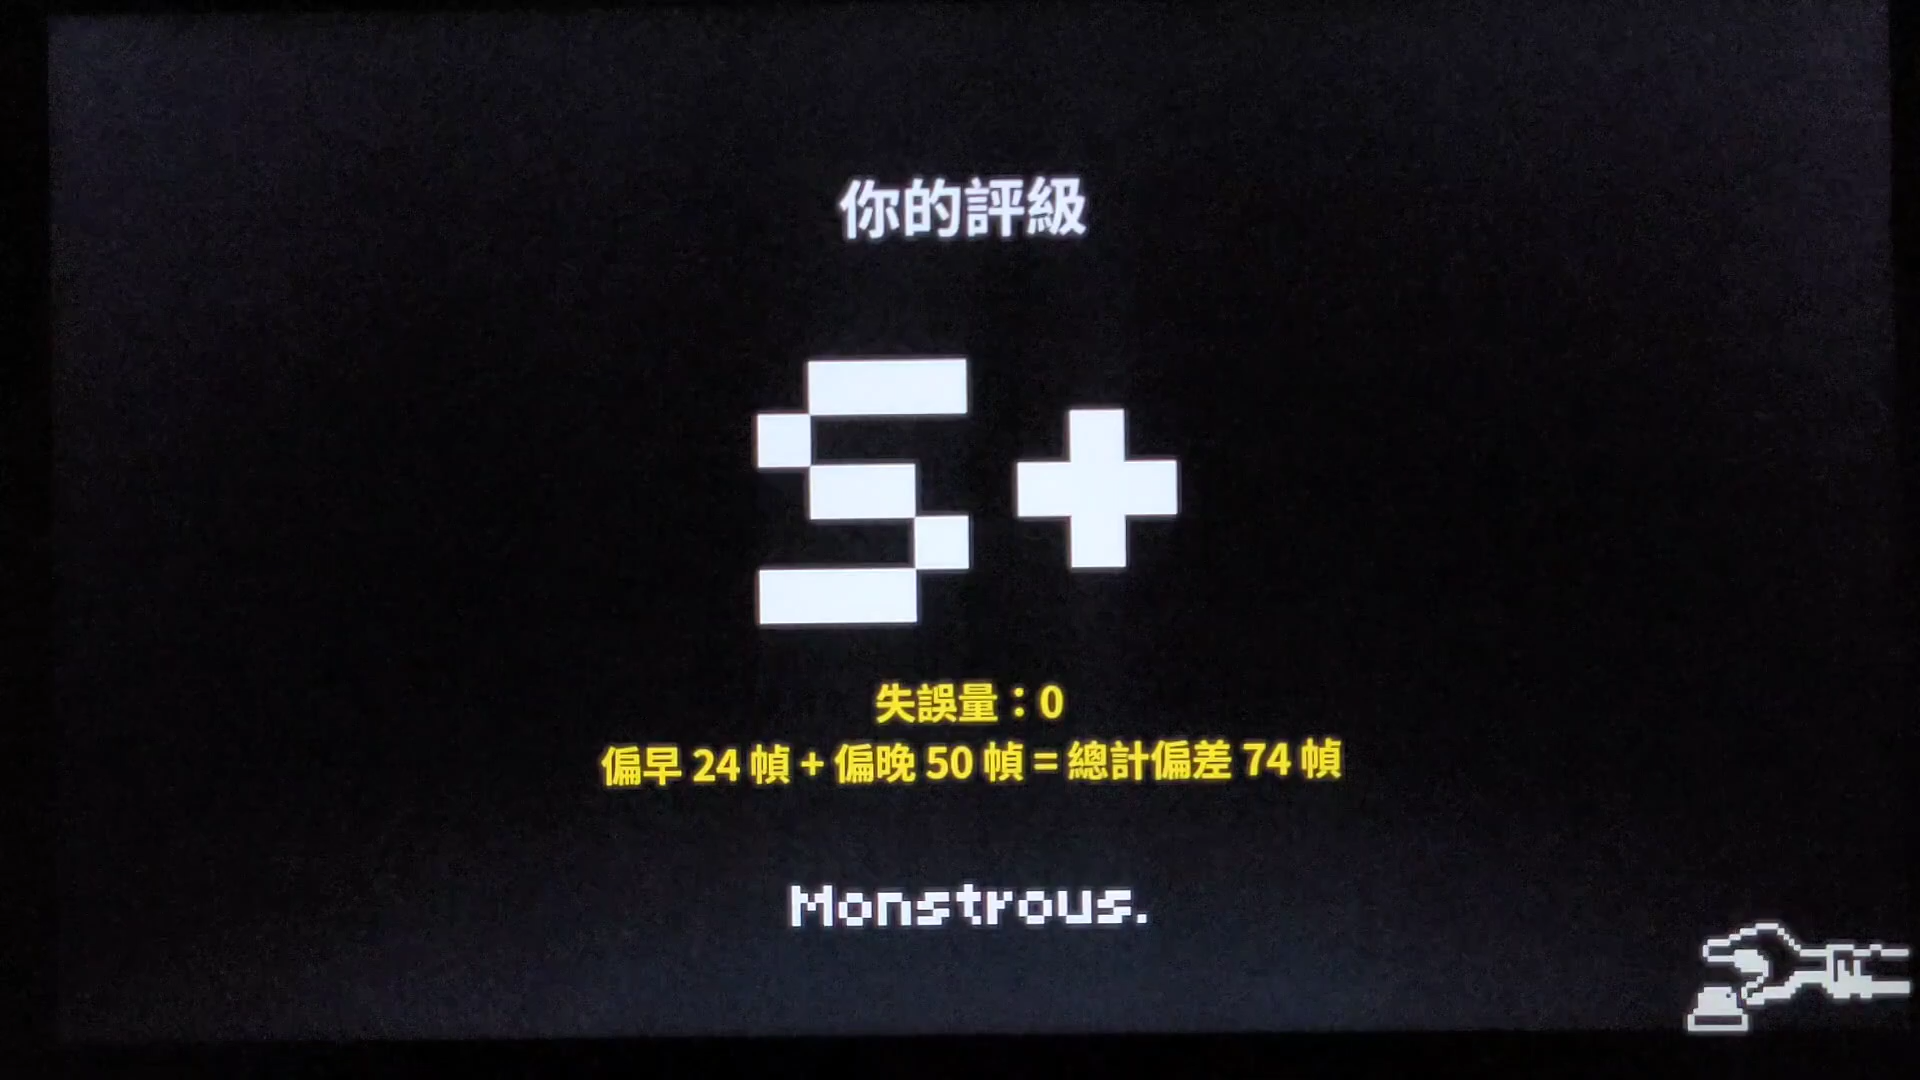 你的評級
S+
失誤量：0
偏早 24 幀 + 偏晚 50 幀 = 總計偏差 74 幀
Monstrous.